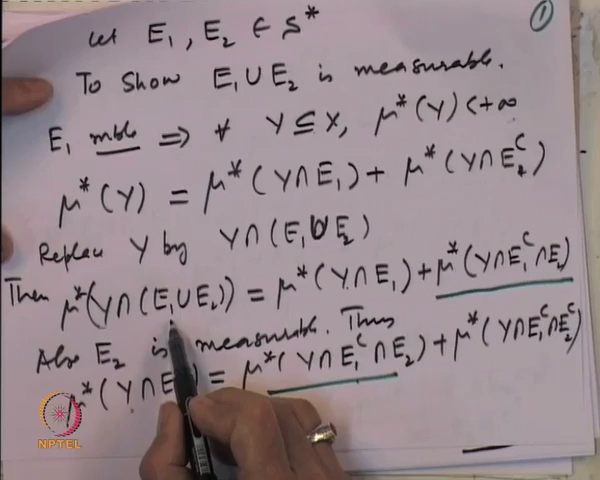 ①
Let E₁, E₂ ∈ S*
To Show E₁ ∪ E₂ is measurable.
E₁ mble ⟹ ∀ Y ⊆ X, μ*(Y) < +∞
μ*(Y) = μ*(Y∩E₁) + μ*(Y∩E₁ᶜ)
Replace Y by Y∩(E₁∪E₂)
Then μ*(Y∩(E₁∪E₂)) = μ*(Y∩E₁) + μ*(Y∩E₁ᶜ∩E₂)
Also E₂ is measurable. Thus
μ*(Y∩E = μ*(Y∩E₁ᶜ∩E₂) + μ*(Y∩E₁ᶜ∩E₂ᶜ)
NPTEL